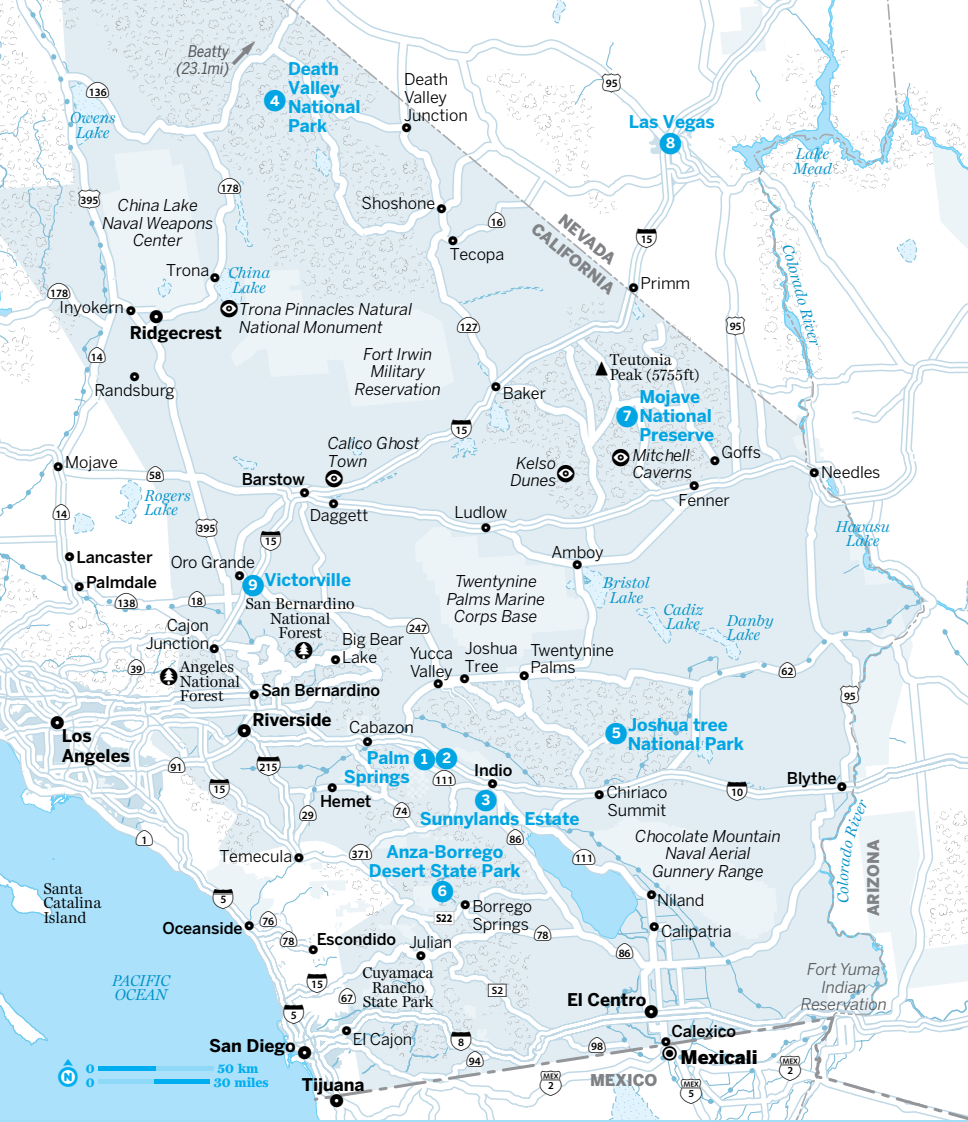 Beatty
(23.1mi)
Death
Valley
National
Park
4
Death
Valley
Junction
95
136
Owens
Lake
Las Vegas
8
Lake
Mead
178
395
China Lake
Naval Weapons
Center
Shoshone
16
NEVADA
CALIFORNIA
15
Tecopa
Colorado River
Trona
China
Lake
Primm
178
Inyokern
Trona Pinnacles Natural
National Monument
Ridgecrest
127
95
14
Fort Irwin
Military
Reservation
Teutonia
Peak (5755ft)
Randsburg
Baker
7
Mojave
National
Preserve
15
Calico Ghost
Town
Mojave
58
Kelso
Dunes
Mitchell
Caverns
Goffs
Needles
Barstow
Rogers
Lake
Fenner
14
395
Daggett
Ludlow
15
Havasu
Lake
Lancaster
Oro Grande
Amboy
Palmdale
9
Victorville
Twentynine
Palms Marine
Corps Base
Bristol
Lake
138
18
San Bernardino
National
Forest
Cadiz
Lake
Danby
Lake
Cajon
Junction
247
Big Bear
Lake
Yucca
Valley
Joshua
Tree
Twentynine
Palms
39
Angeles
National
Forest
62
San Bernardino
95
Los
Angeles
Riverside
Cabazon
5
Joshua tree
National Park
91
215
Palm
Springs
1
2
111
Indio
15
Hemet
3
Sunnylands Estate
Chiriaco
Summit
10
Blythe
29
74
86
1
Temecula
371
111
Chocolate Mountain
Naval Aerial
Gunnery Range
Colorado River
ARIZONA
Anza-Borrego
Desert State Park
6
Santa
Catalina
Island
5
76
S22
Borrego
Springs
Niland
Oceanside
78
Escondido
Julian
78
Calipatria
86
PACIFIC
OCEAN
15
67
Cuyamaca
Rancho
State Park
S2
Fort Yuma
Indian
Reservation
5
El Centro
El Cajon
8
San Diego
94
98
Calexico
Mexicali
N
0
50 km
0
30 miles
Tijuana
MEX
2
MEXICO
MEX
5
MEX
2